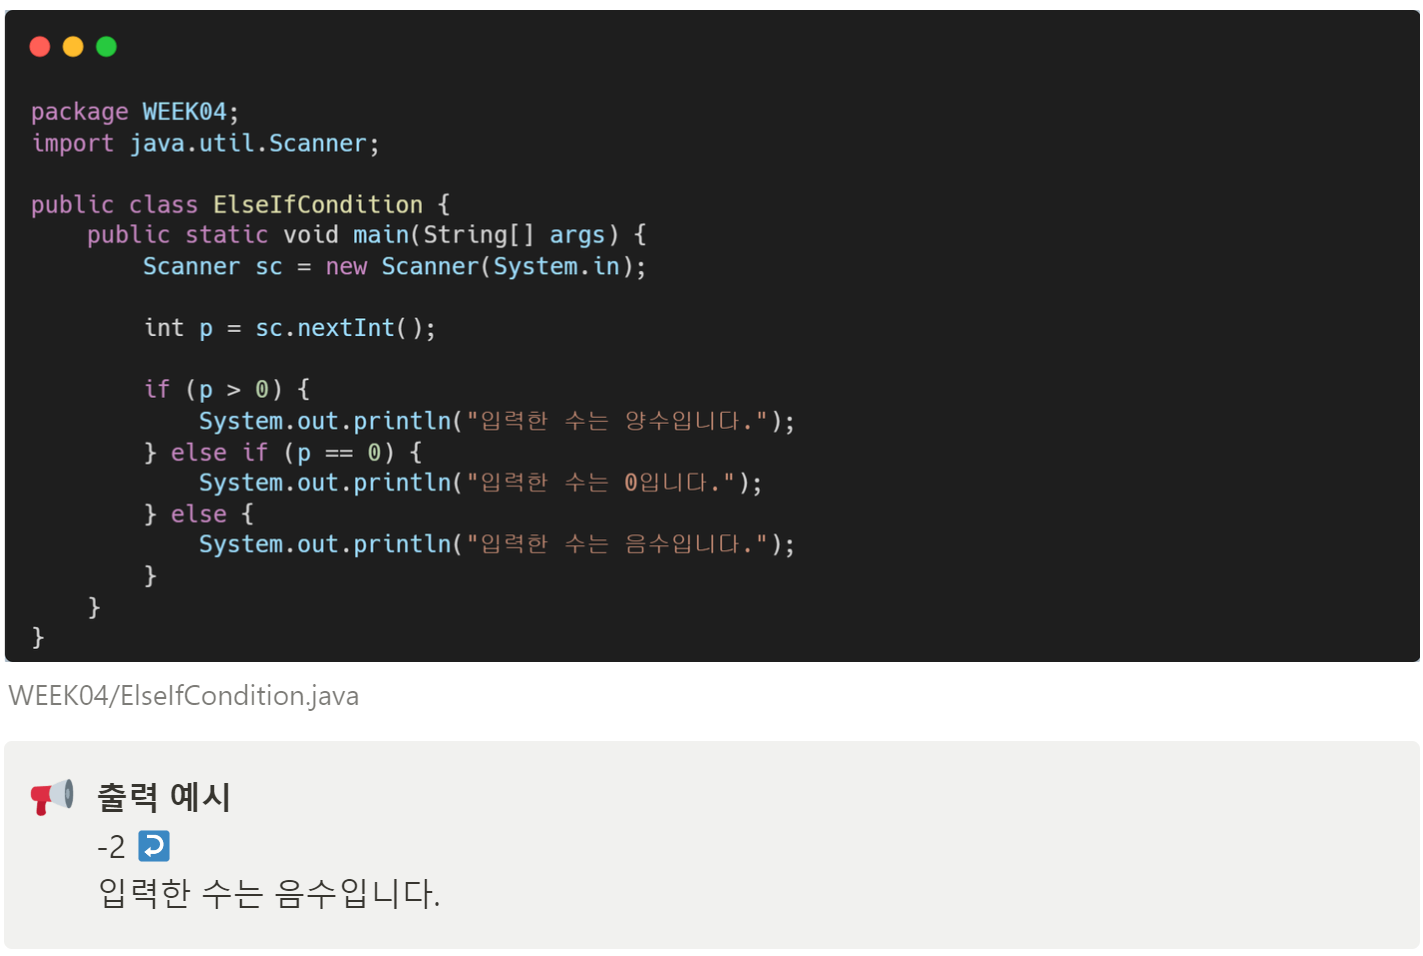 package WEEK04;
import java.util.Scanner;

public class ElseIfCondition {
    public static void main(String[] args) {
        Scanner sc = new Scanner(System.in);

        int p = sc.nextInt();

        if (p > 0) {
            System.out.println("입력한 수는 양수입니다.");
        } else if (p == 0) {
            System.out.println("입력한 수는 0입니다.");
        } else {
            System.out.println("입력한 수는 음수입니다.");
        }
    }
}
WEEK04/ElseIfCondition.java
출력 예시
-2
입력한 수는 음수입니다.